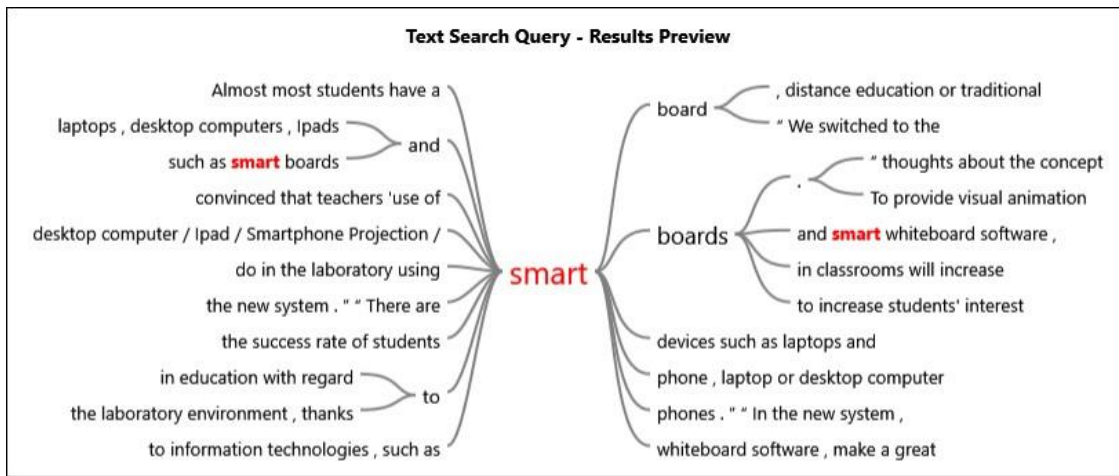 Text Search Query - Results Preview
Almost most students have a
laptops , desktop computers , Ipads
such as smart boards
and
convinced that teachers 'use of
desktop computer / Ipad / Smartphone Projection /
do in the laboratory using
the new system . " “ There are
the success rate of students
in education with regard
the laboratory environment , thanks
to
to information technologies , such as
smart
board
, distance education or traditional
“ We switched to the
boards
.
“ thoughts about the concept
To provide visual animation
and smart whiteboard software ,
in classrooms will increase
to increase students' interest
devices such as laptops and
phone , laptop or desktop computer
phones . " “ In the new system ,
whiteboard software , make a great